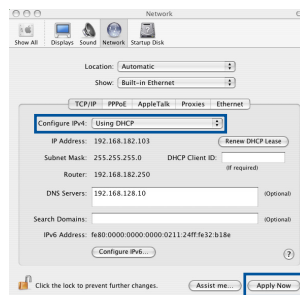 Network
Show All Displays Sound Network Startup Disk
Location: Automatic
Show: Built-in Ethernet
TCP/IP PPPoE AppleTalk Proxies Ethernet
Configure IPv4: Using DHCP
IP Address: 192.168.182.103 Renew DHCP Lease
Subnet Mask: 255.255.255.0 DHCP Client ID:
(If required)
Router: 192.168.182.250
DNS Servers: 192.168.128.10 (Optional)
Search Domains: (Optional)
IPv6 Address: fe80:0000:0000:0000:0211:24ff:fe32:b18e
Configure IPv6... ?
Click the lock to prevent further changes. Assist me... Apply Now